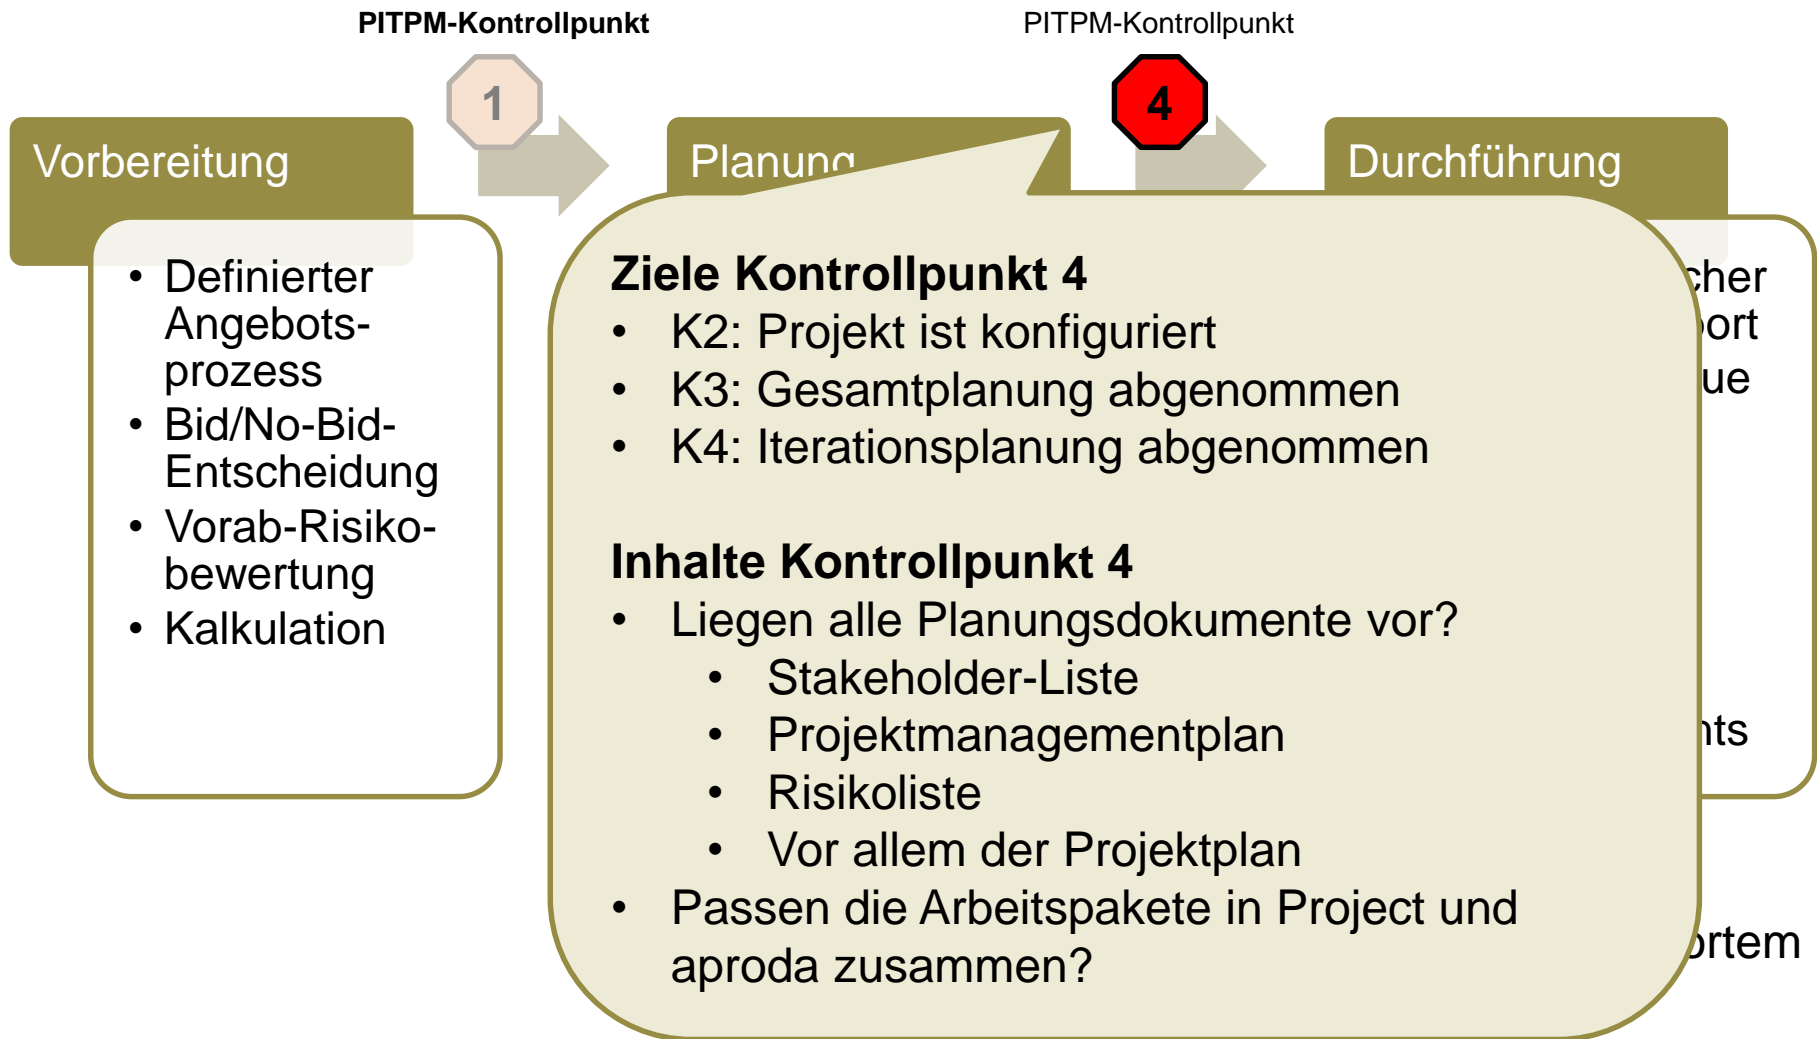 PITPM-Kontrollpunkt
PITPM-Kontrollpunkt
1
4
Vorbereitung
Planung
Durchführung
• Definierter
Angebots-
prozess
• Bid/No-Bid-
Entscheidung
• Vorab-Risiko-
bewertung
• Kalkulation
Ziele Kontrollpunkt 4
• K2: Projekt ist konfiguriert
• K3: Gesamtplanung abgenommen
• K4: Iterationsplanung abgenommen
Inhalte Kontrollpunkt 4
• Liegen alle Planungsdokumente vor?
• Stakeholder-Liste
• Projektmanagementplan
• Risikoliste
• Vor allem der Projektplan
• Passen die Arbeitspakete in Project und
aproda zusammen?